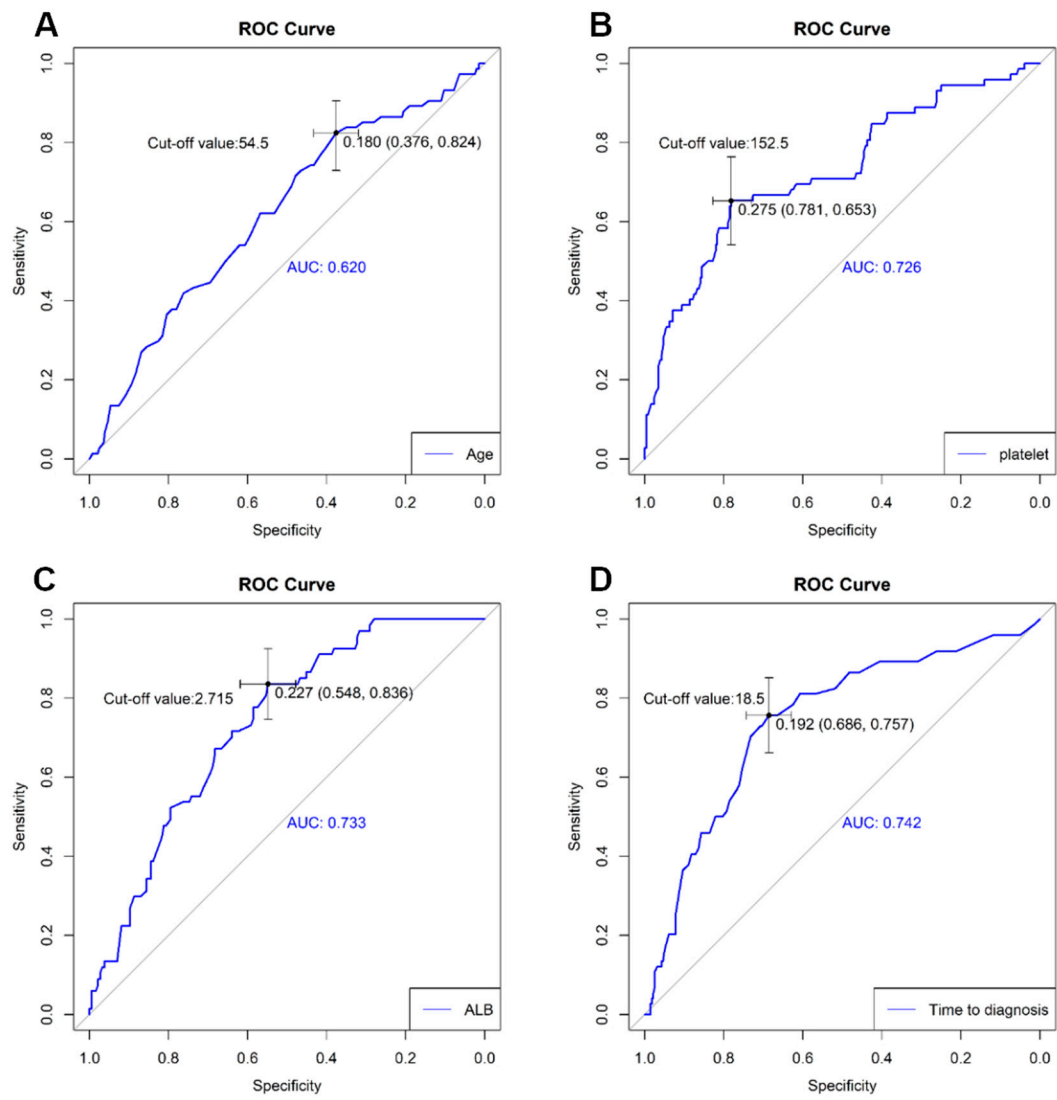 A
ROC Curve
Sensitivity
1.0
0.8
0.6
0.4
0.2
0.0
Cut-off value:54.5
0.180 (0.376, 0.824)
AUC: 0.620
Age
1.0 0.8 0.6 0.4 0.2 0.0
Specificity
B
ROC Curve
Sensitivity
1.0
0.8
0.6
0.4
0.2
0.0
Cut-off value:152.5
0.275 (0.781, 0.653)
AUC: 0.726
platelet
1.0 0.8 0.6 0.4 0.2 0.0
Specificity
C
ROC Curve
Sensitivity
1.0
0.8
0.6
0.4
0.2
0.0
Cut-off value:2.715
0.227 (0.548, 0.836)
AUC: 0.733
ALB
1.0 0.8 0.6 0.4 0.2 0.0
Specificity
D
ROC Curve
Sensitivity
1.0
0.8
0.6
0.4
0.2
0.0
Cut-off value:18.5
0.192 (0.686, 0.757)
AUC: 0.742
Time to diagnosis
1.0 0.8 0.6 0.4 0.2 0.0
Specificity